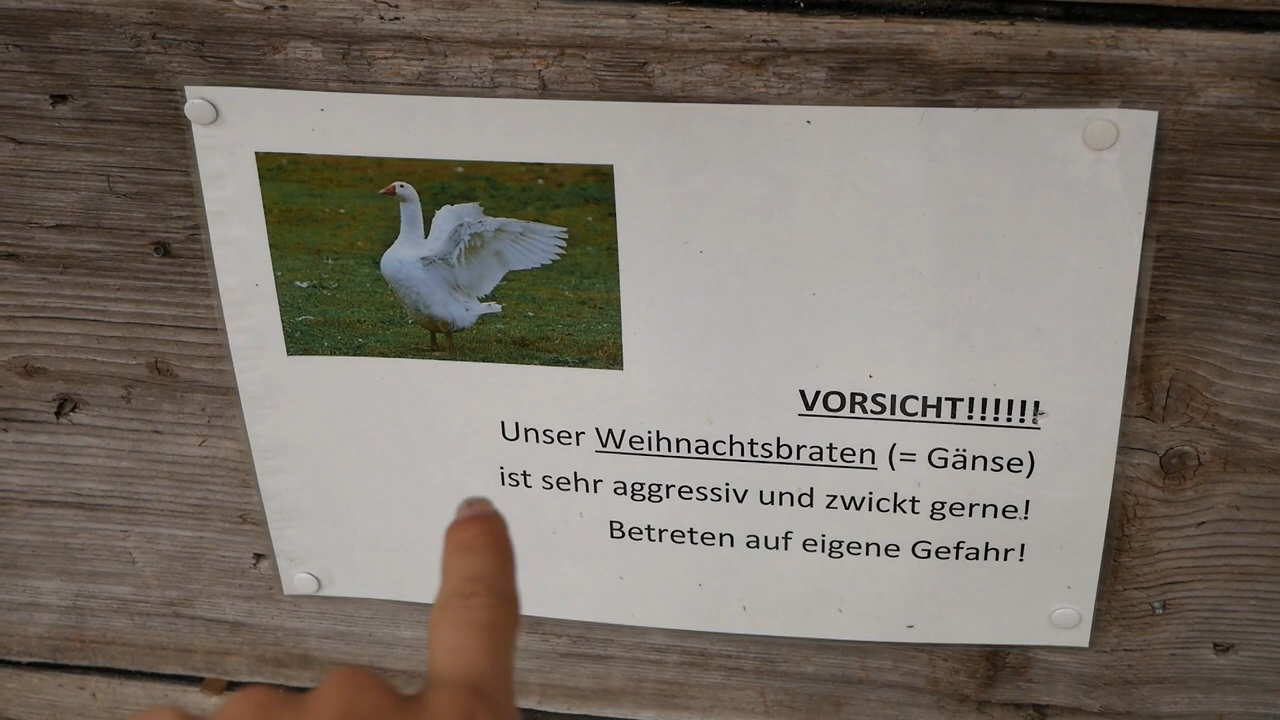 VORSICHT!!!!!!
Unser Weihnachtsbraten (= Gänse)
ist sehr aggressiv und zwickt gerne!
Betreten auf eigene Gefahr!